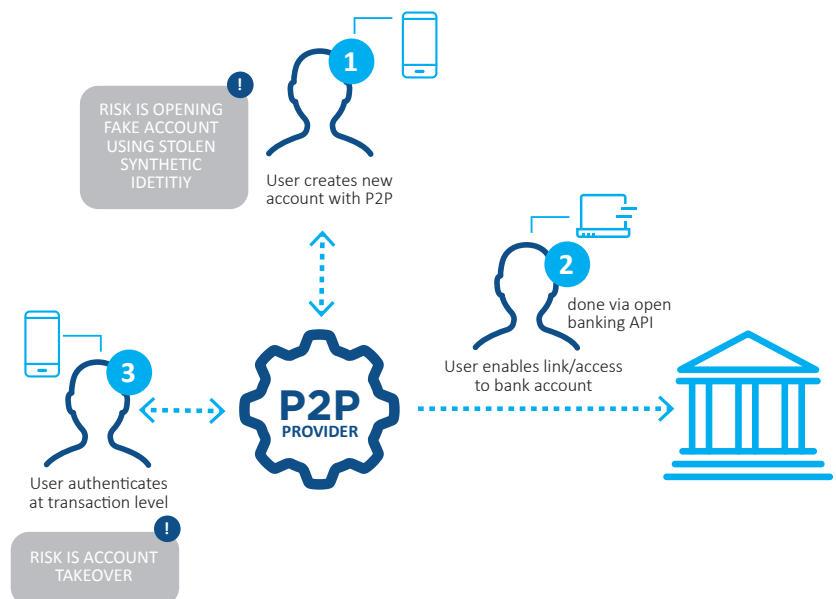 1
!
RISK IS OPENING
FAKE ACCOUNT
USING STOLEN
SYNTHETIC
IDETITIY
User creates new
account with P2P
2
done via open
banking API
User enables link/access
to bank account
3
P2P
PROVIDER
User authenticates
at transaction level
!
RISK IS ACCOUNT
TAKEOVER